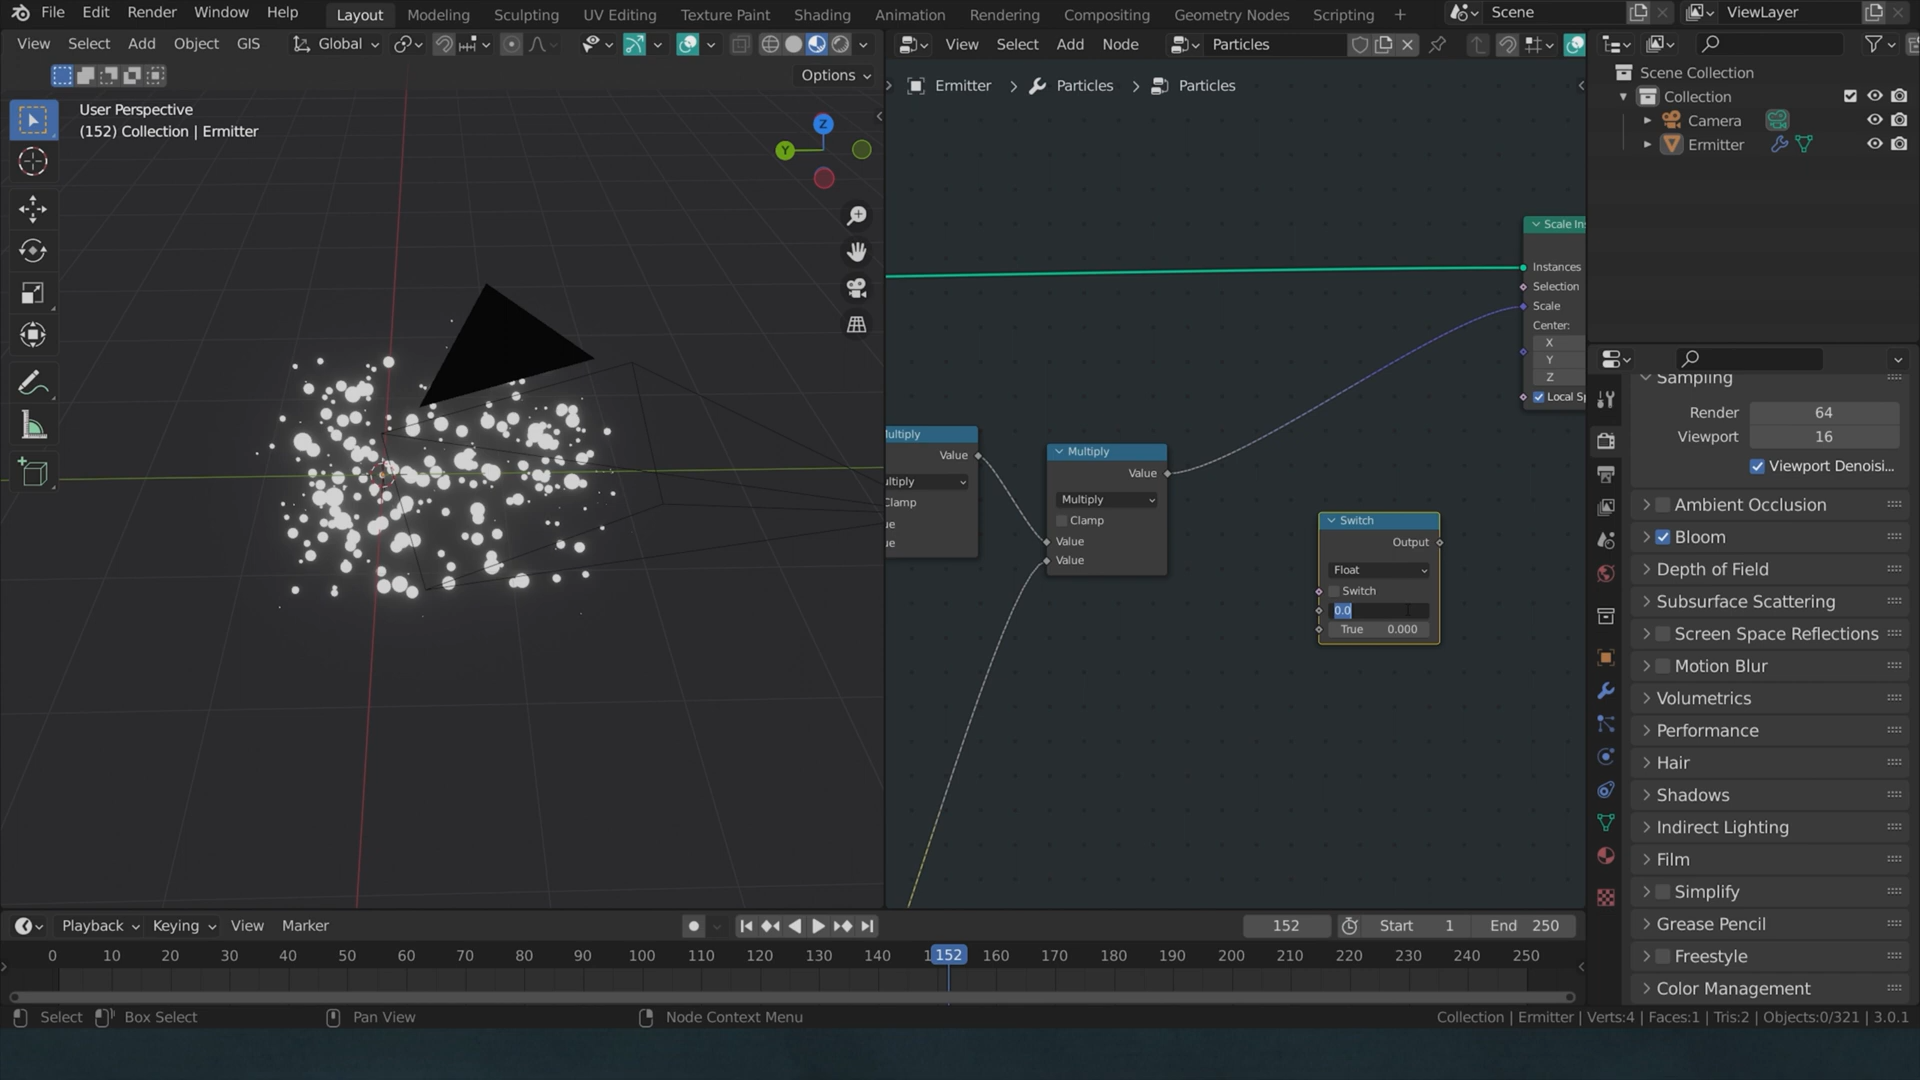 File Edit Render Window Help Layout Modeling Sculpting UV Editing Texture Paint Shading Animation Rendering Compositing Geometry Nodes Scripting + Scene ViewLayer
View Select Add Object GIS Global
Options
User Perspective
(152) Collection | Ermitter
Z
Y
View Select Add Node Particles
Emitter > Particles > Particles
Scale Ins
Instances
Selection
Scale
Center:
X
Y
Z
Local Sp
Multiply
Value
Clamp
Multiply
Value
Multiply
Clamp
Value
Value
Switch
Output
Float
Switch
0.0
True 0.000
Scene Collection
Collection
Camera
Ermitter
Sampling
Render 64
Viewport 16
Viewport Denoisi...
Ambient Occlusion
Bloom
Depth of Field
Subsurface Scattering
Screen Space Reflections
Motion Blur
Volumetrics
Performance
Hair
Shadows
Indirect Lighting
Film
Simplify
Grease Pencil
Freestyle
Color Management
Playback Keying View Marker
152 Start 1 End 250
0 10 20 30 40 50 60 70 80 90 100 110 120 130 140 152 160 170 180 190 200 210 220 230 240 250
Select Box Select Pan View Node Context Menu
Collection | Ermitter | Verts:4 | Faces:1 | Tris:2 | Objects:0/321 | 3.0.1